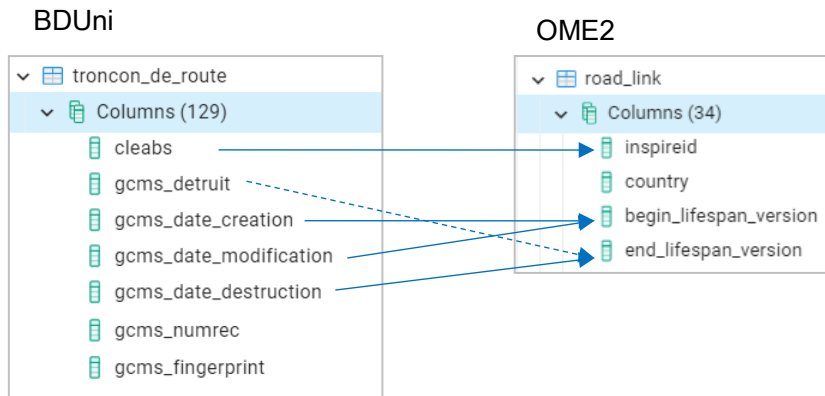 BDUni
troncon_de_route
Columns (129)
cleabs
gcms_detruit
gcms_date_creation
gcms_date_modification
gcms_date_destruction
gcms_numrec
gcms_fingerprint
OME2
road_link
Columns (34)
inspireid
country
begin_lifespan_version
end_lifespan_version